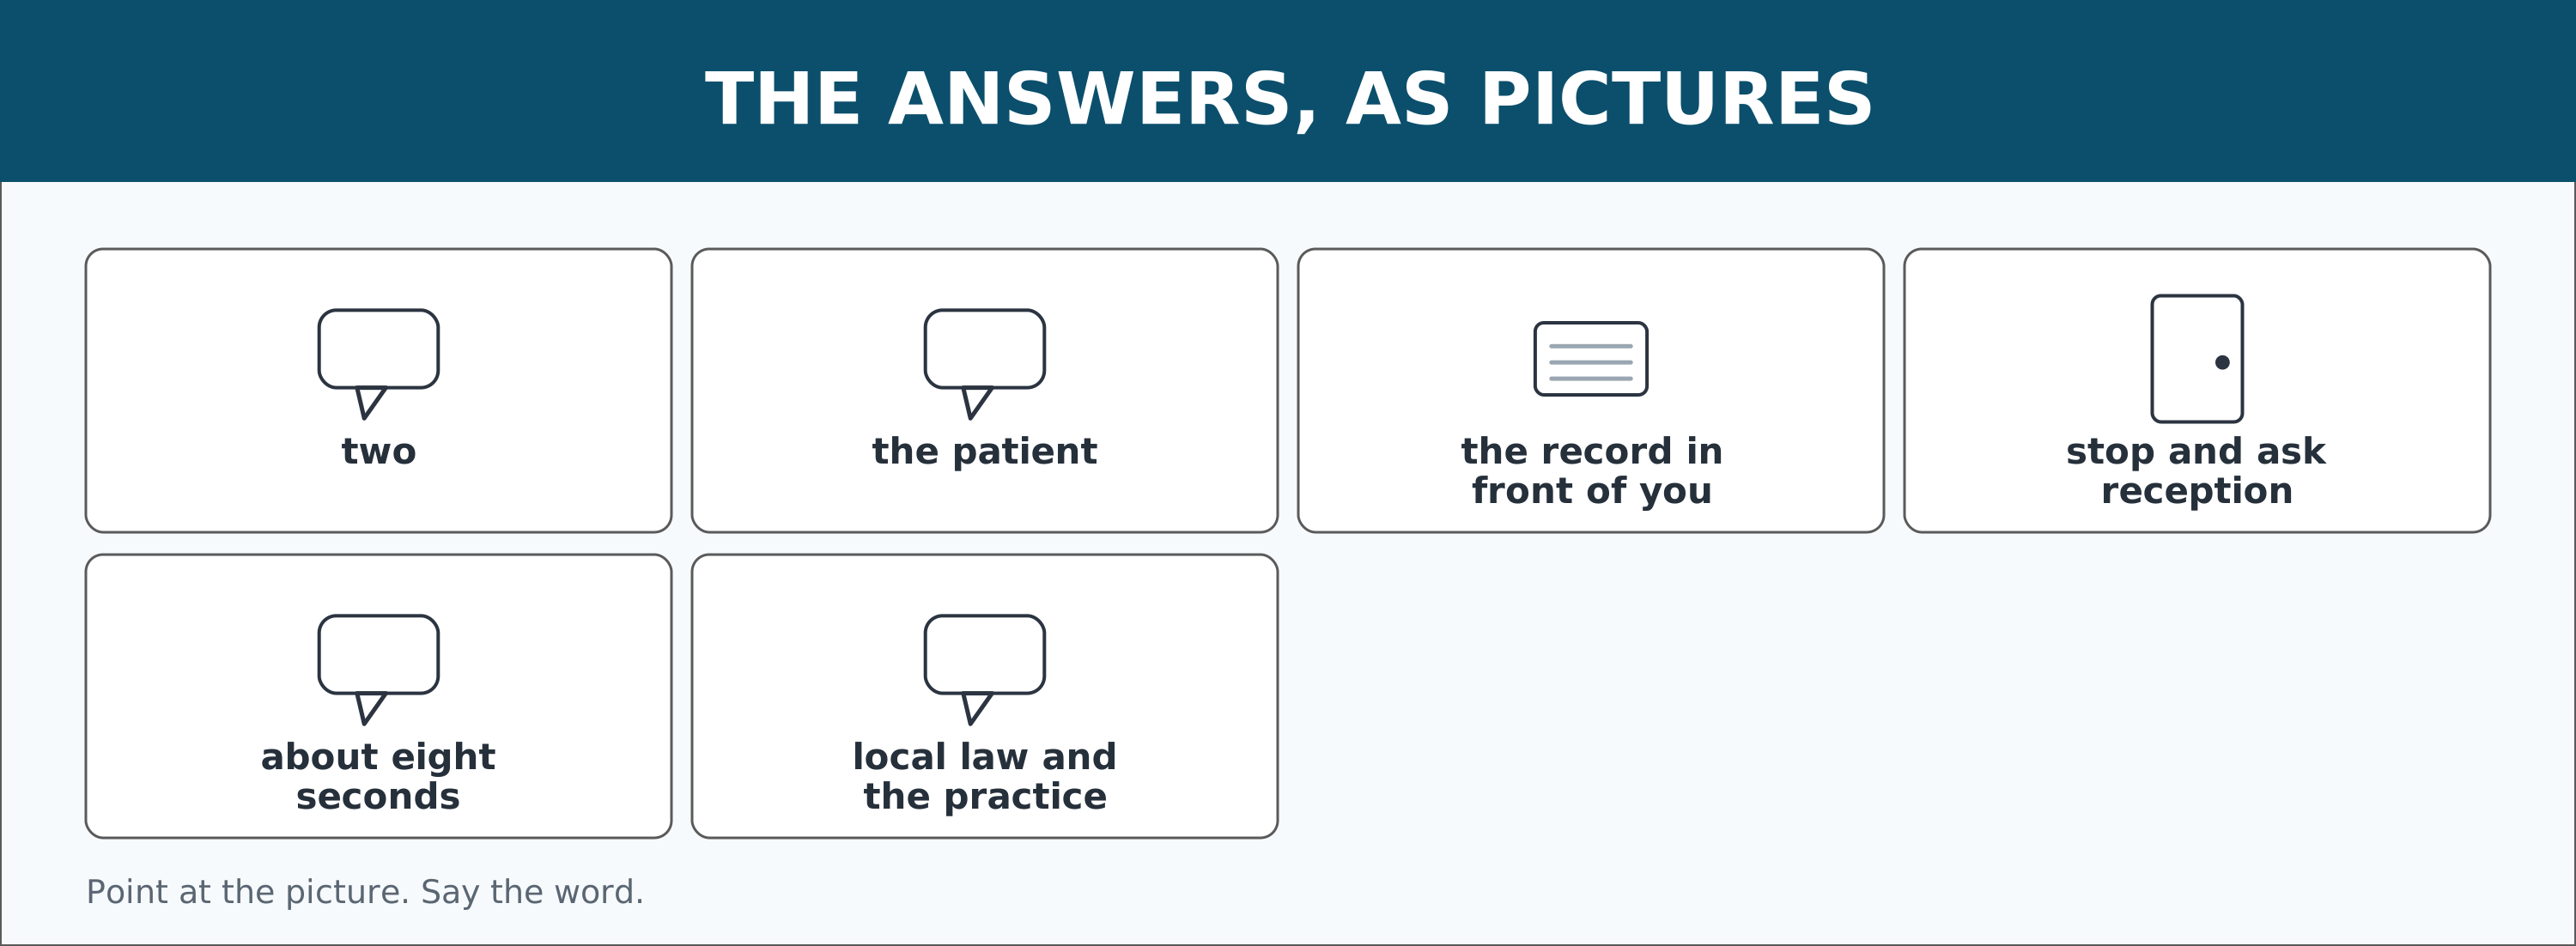 THE ANSWERS, AS PICTURES
two
the patient
the record in
front of you
stop and ask
reception
about eight
seconds
local law and
the practice
Point at the picture. Say the word.